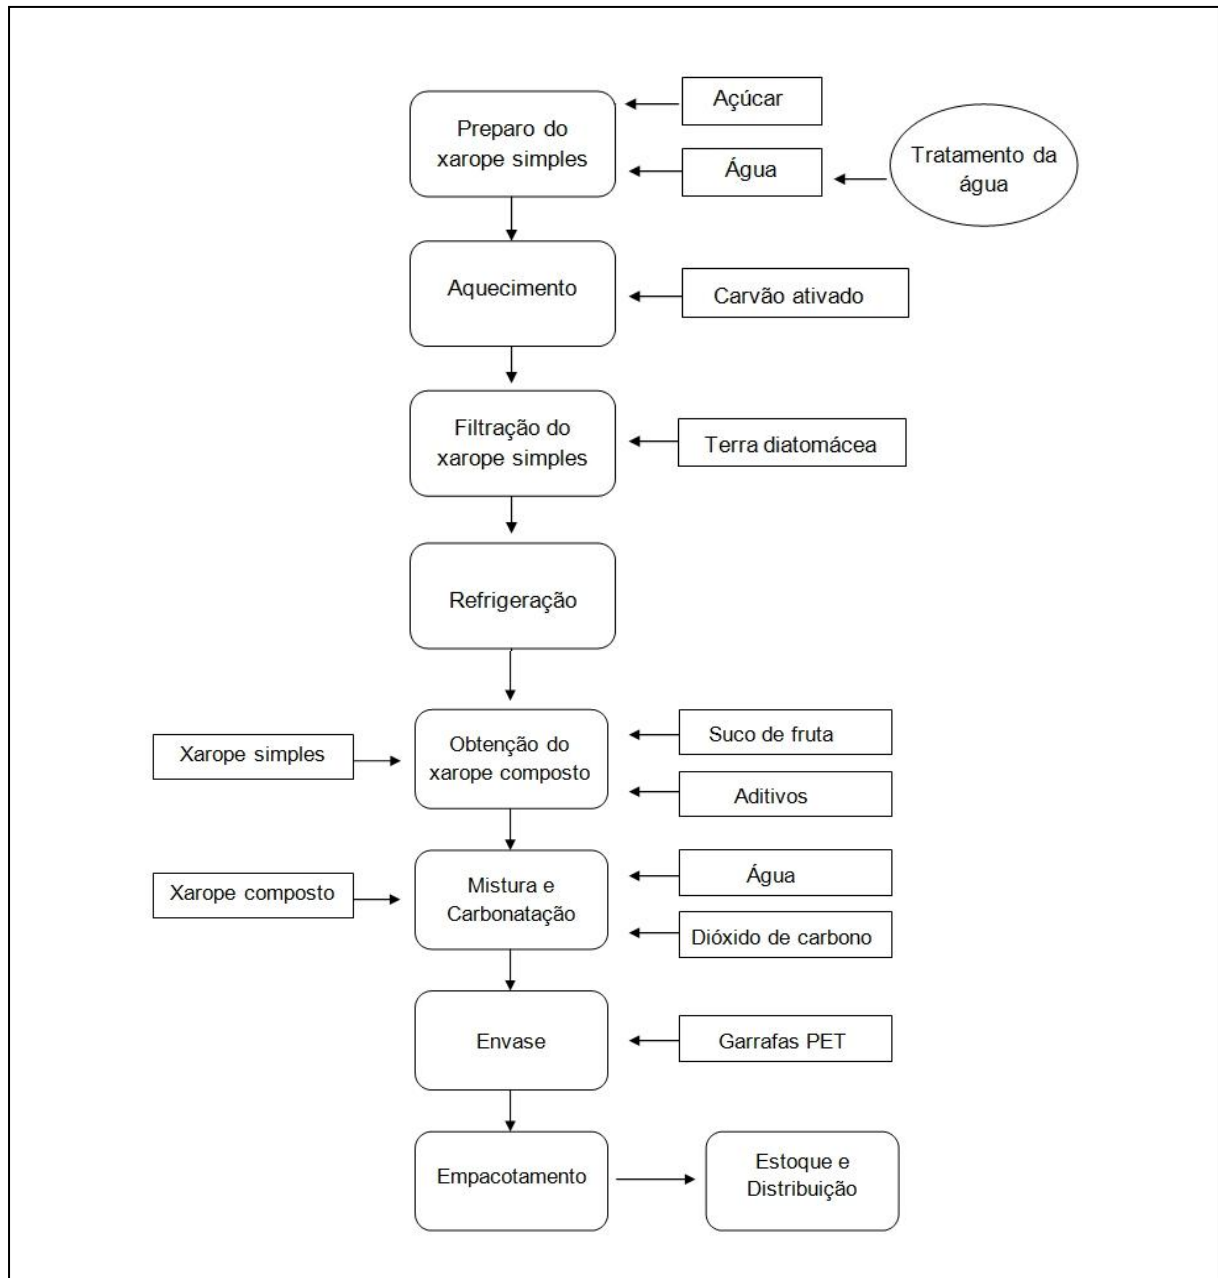 Açúcar
Preparo do
xarope simples
Água
Tratamento da
água
Aquecimento
Carvão ativado
Filtração do
xarope simples
Terra diatomácea
Refrigeração
Xarope simples
Obtenção do
xarope composto
Suco de fruta
Aditivos
Xarope composto
Mistura e
Carbonatação
Água
Dióxido de carbono
Envase
Garrafas PET
Empacotamento
Estoque e
Distribuição